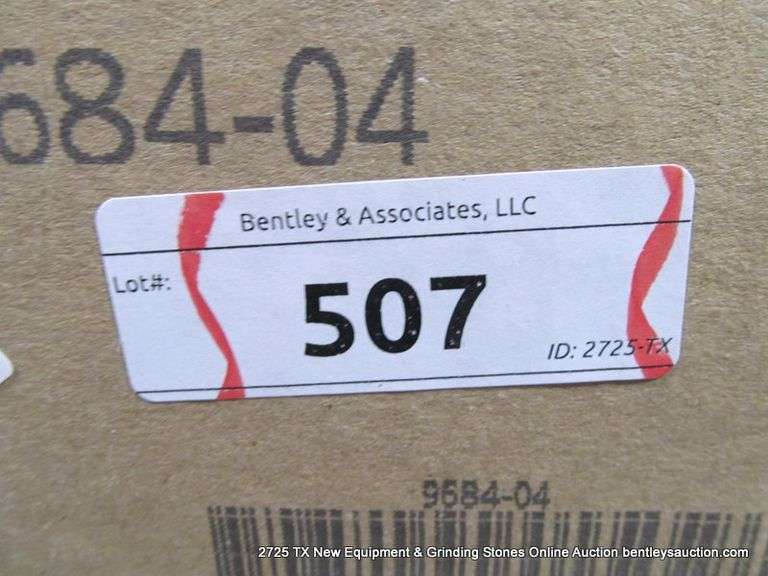 684-04
Bentley & Associates, LLC
Lot#:
507
ID: 2725-TX
9684-04
2725 TX New Equipment & Grinding Stones Online Auction bentleysauction.com